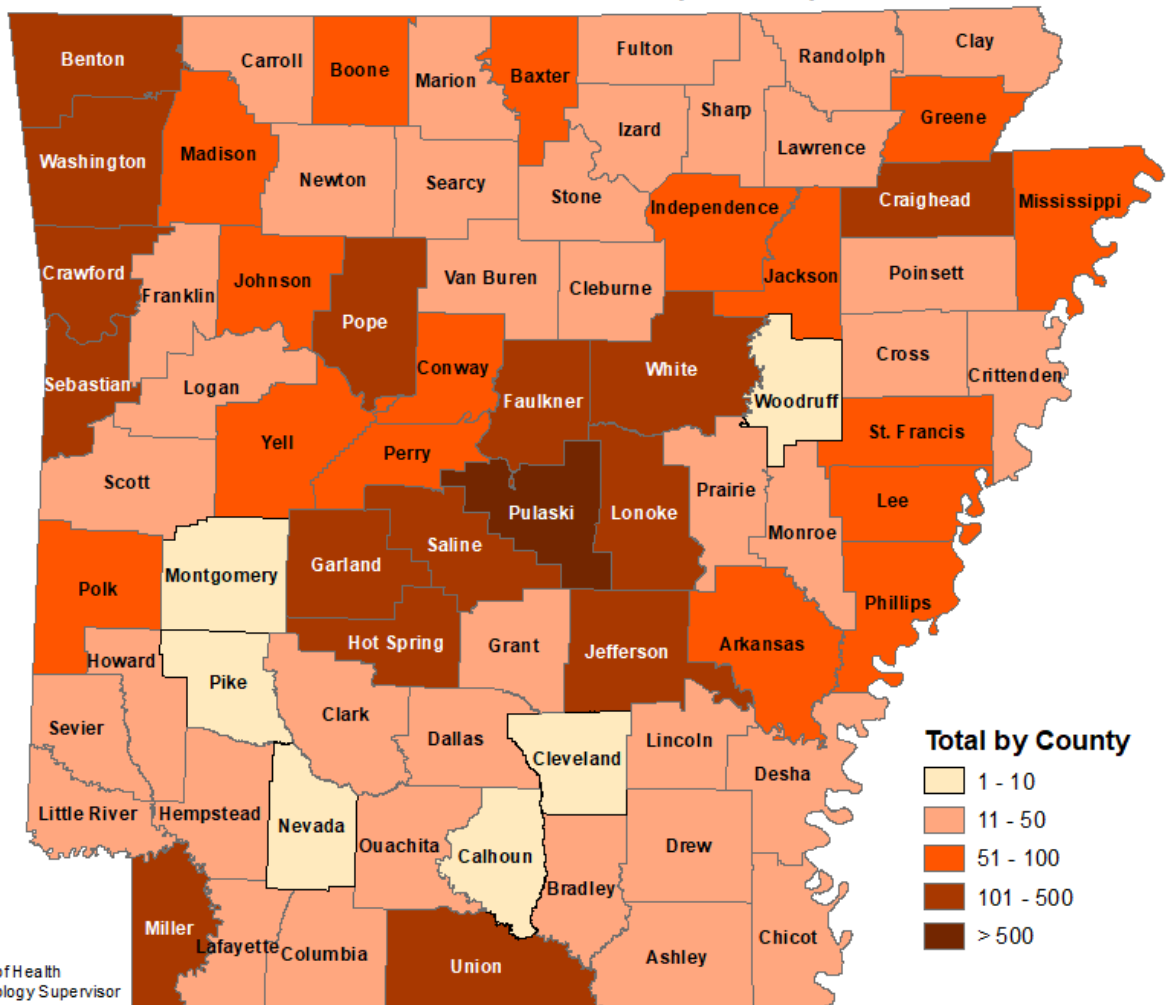 Benton
Carroll
Boone
Marion
Baxter
Fulton
Randolph
Clay
Sharp
Izard
Greene
Lawrence
Washington
Madison
Newton
Searcy
Stone
Independence
Craighead
Mississippi
Crawford
Franklin
Johnson
Van Buren
Cleburne
Jackson
Poinsett
Pope
Sebastian
Logan
Conway
White
Cross
Crittenden
Faulkner
Woodruff
Yell
Perry
St. Francis
Scott
Pulaski
Lonoke
Prairie
Lee
Monroe
Saline
Garland
Montgomery
Polk
Phillips
Hot Spring
Grant
Jefferson
Arkansas
Howard
Pike
Clark
Sevier
Dallas
Cleveland
Lincoln
Desha
Little River
Hempstead
Nevada
Ouachita
Calhoun
Drew
Bradley
Miller
Lafayette
Columbia
Union
Ashley
Chicot
Total by County
1 - 10
11 - 50
51 - 100
101 - 500
> 500
of Health
ology Supervisor